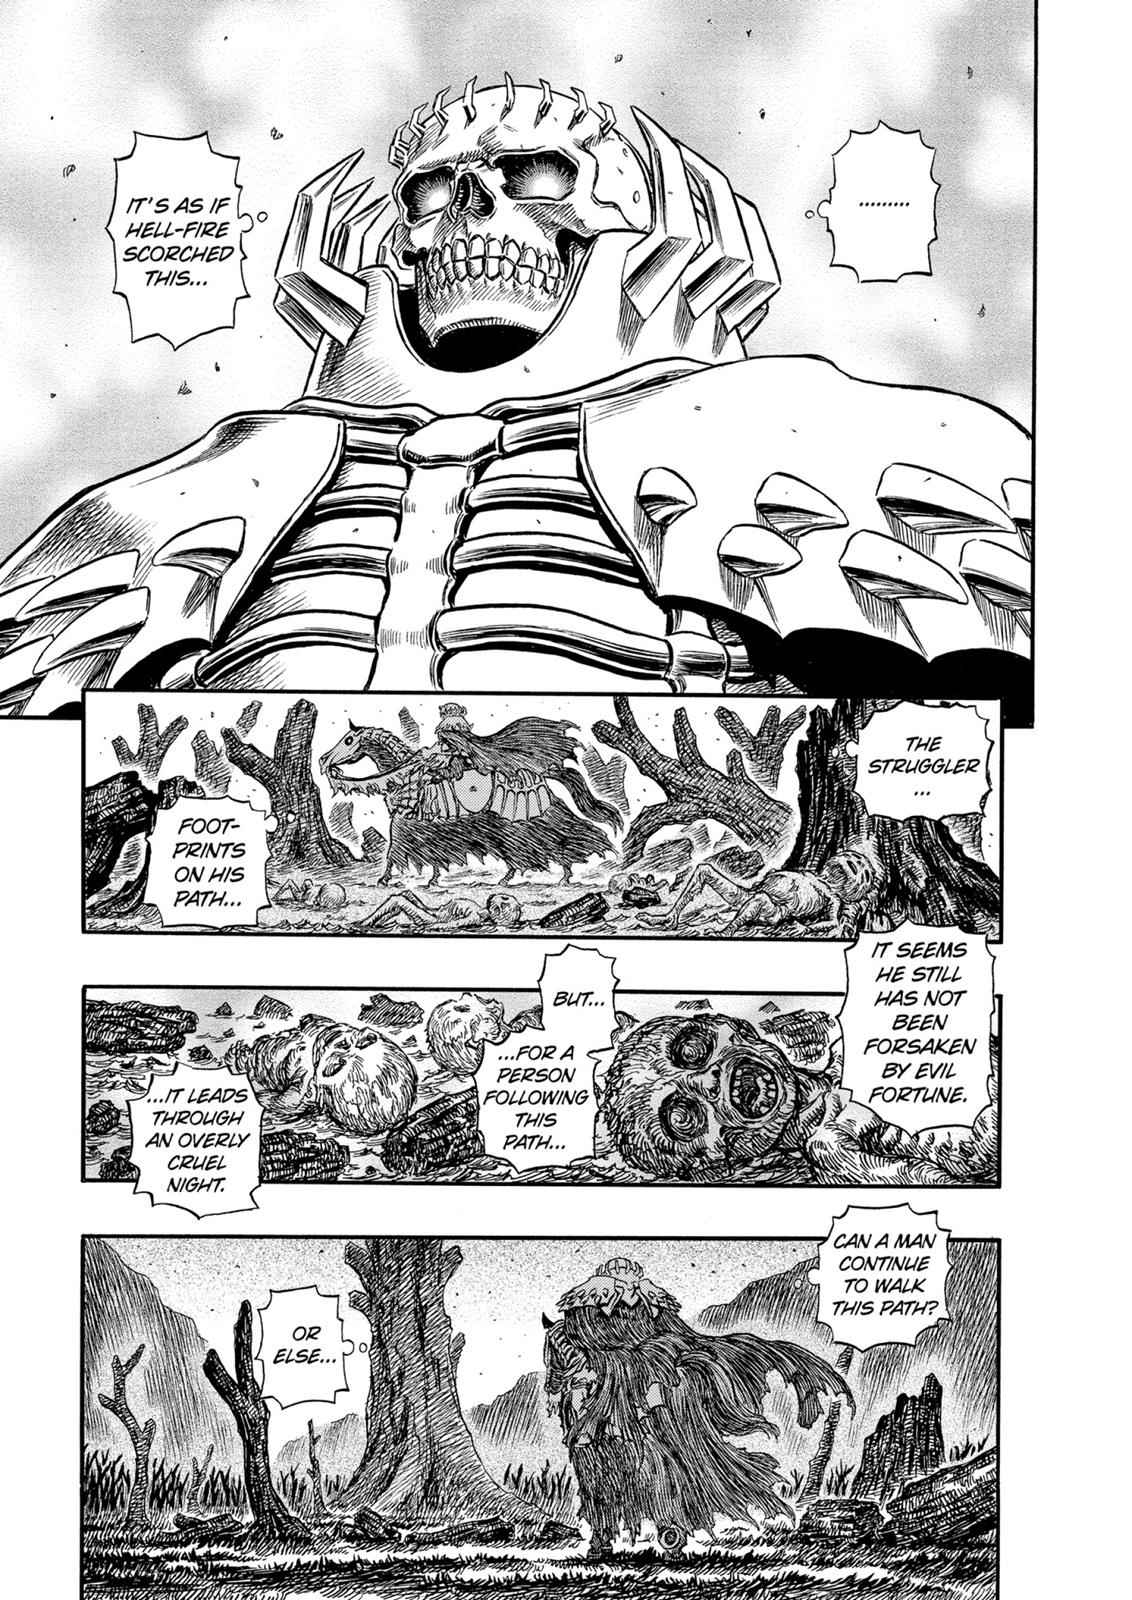 .........
IT'S AS IF
HELL-FIRE
SCORCHED
THIS...
THE
STRUGGLER
...
FOOT-
PRINTS
ON HIS
PATH...
IT SEEMS
HE STILL
HAS NOT
BEEN
FORSAKEN
BY EVIL
FORTUNE.
BUT...
...FOR A
PERSON
FOLLOWING
THIS
PATH...
...IT LEADS
THROUGH
AN OVERLY
CRUEL
NIGHT.
CAN A MAN
CONTINUE
TO WALK
THIS PATH?
OR
ELSE...